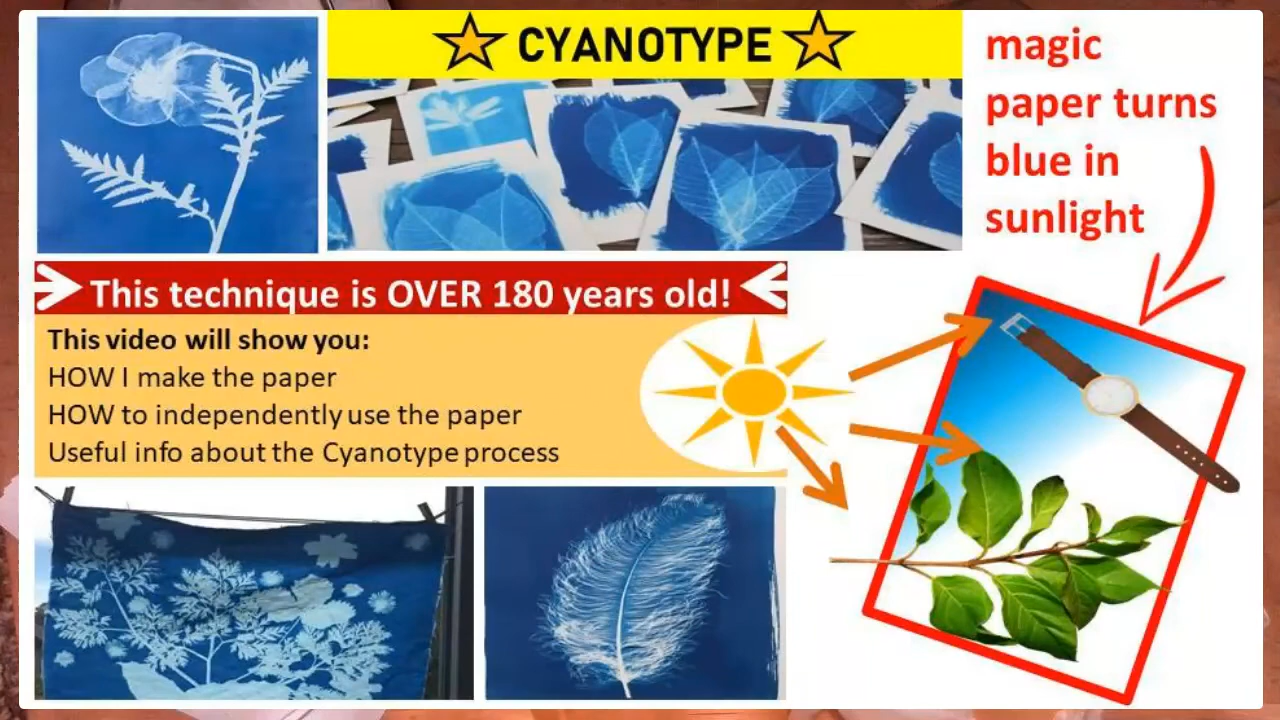 CYANOTYPE
magic
paper turns
blue in
sunlight
This technique is OVER 180 years old!
This video will show you:
HOW I make the paper
HOW to independently use the paper
Useful info about the Cyanotype process